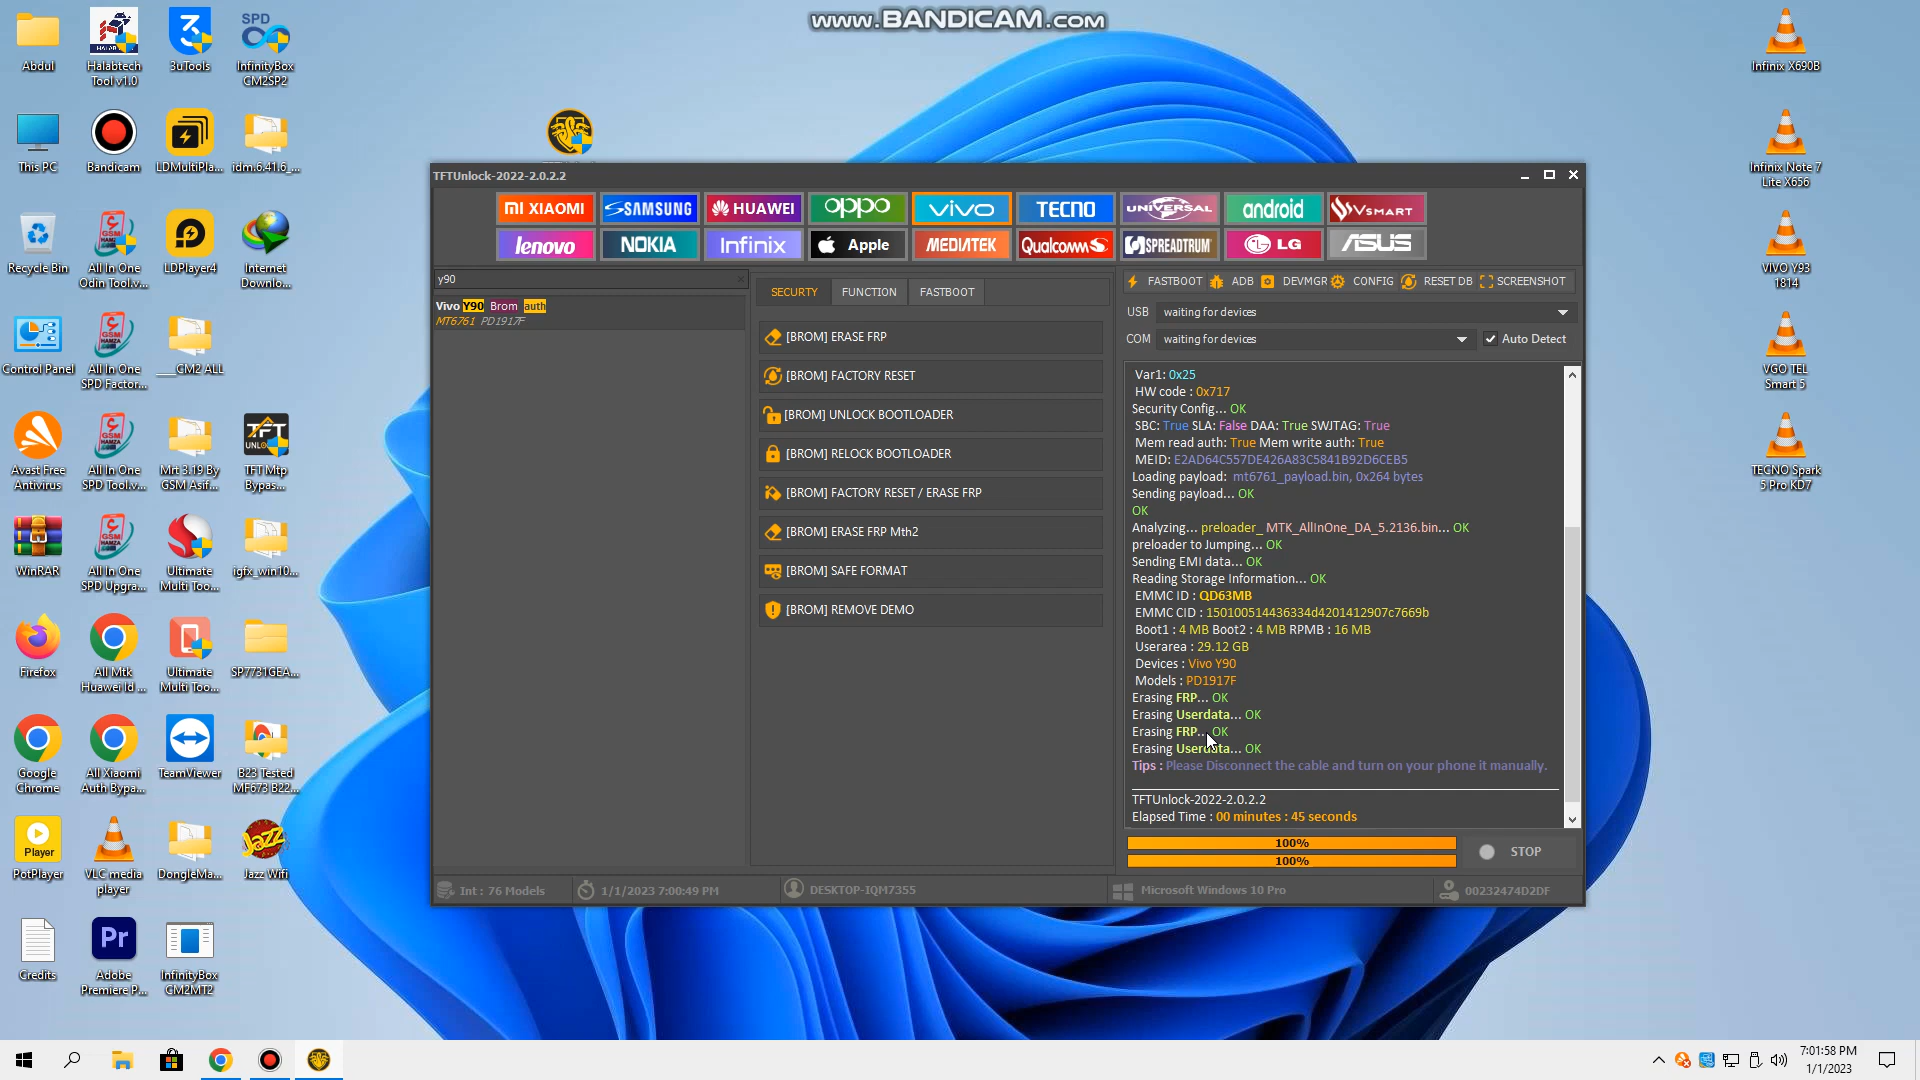 www.BANDICAM.com
Abdul
Halabtech
Tool v1.0
3uTools
SPD
InfinityBox
CM2SP2
This PC
Bandicam
LDMultiPla...
idm.6.41.6_...
Recycle Bin
All In One
Odin Tool.v...
LDPlayer4
Internet
Downlo...
Control Panel
All In One
SPD Factor...
____CM2 ALL
Avast Free
Antivirus
All In One
SPD Tool.v...
Mrt 3.19 By
GSM Asif...
TFT Mtp
Bypas...
WinRAR
All In One
SPD Upgra...
Ultimate
Multi Too...
igfx_win10...
Firefox
All Mtk
Huawei Id ...
Ultimate
Multi Too...
SP7731GEA...
Google
Chrome
All Xiaomi
Auth Bypa...
TeamViewer
B23 Tested
MF673 B22...
Player
PotPlayer
VLC media
player
DongleMa...
Jazz
Jazz Wifi
Credits
Pr
Adobe
Premiere P...
InfinityBox
CM2MT2
Infinix X690B
Infinix Note 7
Lite X656
VIVO Y93
1814
VGO TEL
Smart 5
TECNO Spark
5 Pro KD7
TFTUnlock-2022-2.0.2.2
MI XIAOMI
SAMSUNG
HUAWEI
oppo
vivo
TECNO
UNIVERSAL
android
VSMART
lenovo
NOKIA
Infinix
Apple
MEDIATEK
Qualcomm
SPREADTRUM
LG
ASUS
y90
Vivo Y90 Brom auth
MT6761 PD1917F
SECURTY
FUNCTION
FASTBOOT
[BROM] ERASE FRP
[BROM] FACTORY RESET
[BROM] UNLOCK BOOTLOADER
[BROM] RELOCK BOOTLOADER
[BROM] FACTORY RESET / ERASE FRP
[BROM] ERASE FRP Mth2
[BROM] SAFE FORMAT
[BROM] REMOVE DEMO
FASTBOOT
ADB
DEVMGR
CONFIG
RESET DB
SCREENSHOT
USB waiting for devices
COM waiting for devices
Auto Detect
Var1: 0x25
HW code : 0x717
Security Config... OK
SBC: True SLA: False DAA: True SWJTAG: True
Mem read auth: True Mem write auth: True
MEID: E2AD64C557DE426A83C5841B92D6CEB5
Loading payload: mt6761_payload.bin, 0x264 bytes
Sending payload... OK
OK
Analyzing... preloader_ MTK_AllInOne_DA_5.2136.bin... OK
preloader to Jumping... OK
Sending EMI data... OK
Reading Storage Information... OK
EMMC ID : QD63MB
EMMC CID : 150100514436334d4201412907c7669b
Boot1 : 4 MB Boot2 : 4 MB RPMB : 16 MB
Userarea : 29.12 GB
Devices : Vivo Y90
Models : PD1917F
Erasing FRP... OK
Erasing Userdata... OK
Erasing FRP... OK
Erasing Userdata... OK
Tips : Please Disconnect the cable and turn on your phone it manually.
TFTUnlock-2022-2.0.2.2
Elapsed Time : 00 minutes : 45 seconds
100%
100%
STOP
Int : 76 Models
1/1/2023 7:00:49 PM
DESKTOP-IQM7355
Microsoft Windows 10 Pro
00232474D2DF
7:01:58 PM
1/1/2023